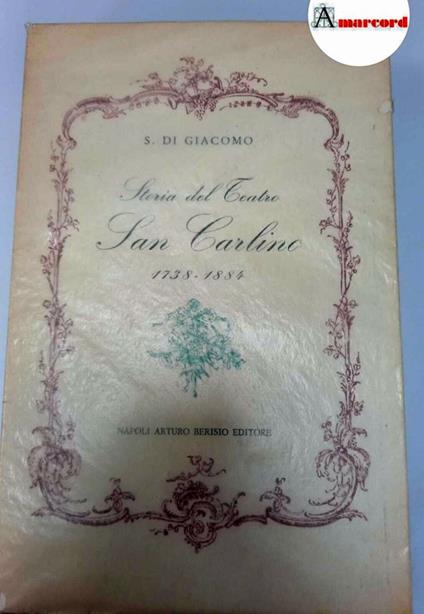 Amarcord
S. DI GIACOMO
Storia del Teatro
San Carlino
1738 - 1884
NAPOLI ARTURO BERISIO EDITORE